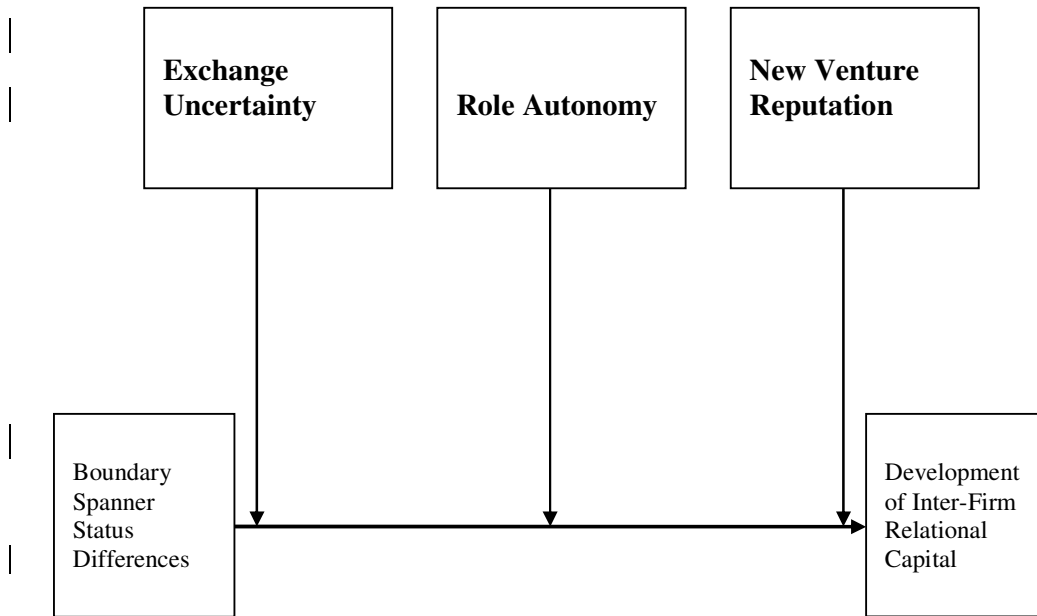 Exchange
Uncertainty
Role Autonomy
New Venture
Reputation
Boundary
Spanner
Status
Differences
Development
of Inter-Firm
Relational
Capital